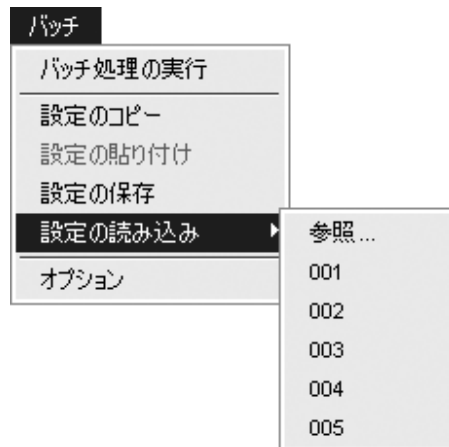 バッチ
バッチ処理の実行
設定のコピー
設定の貼り付け
設定の保存
設定の読み込み
オプション
参照...
001
002
003
004
005